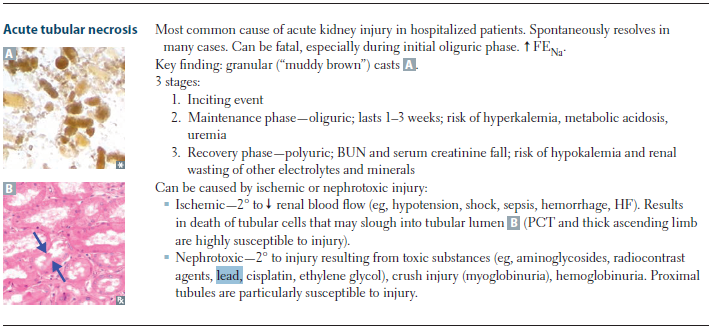 Acute tubular necrosis
Most common cause of acute kidney injury in hospitalized patients. Spontaneously resolves in
many cases. Can be fatal, especially during initial oliguric phase. ↑ FENa.
Key finding: granular (“muddy brown”) casts A.
3 stages:
1. Inciting event
2. Maintenance phase—oliguric; lasts 1–3 weeks; risk of hyperkalemia, metabolic acidosis,
uremia
3. Recovery phase—polyuric; BUN and serum creatinine fall; risk of hypokalemia and renal
wasting of other electrolytes and minerals
Can be caused by ischemic or nephrotoxic injury:
▪ Ischemic—2° to ↓ renal blood flow (eg, hypotension, shock, sepsis, hemorrhage, HF). Results
in death of tubular cells that may slough into tubular lumen B (PCT and thick ascending limb
are highly susceptible to injury).
▪ Nephrotoxic—2° to injury resulting from toxic substances (eg, aminoglycosides, radiocontrast
agents, lead, cisplatin, ethylene glycol), crush injury (myoglobinuria), hemoglobinuria. Proximal
tubules are particularly susceptible to injury.
A
B
℞